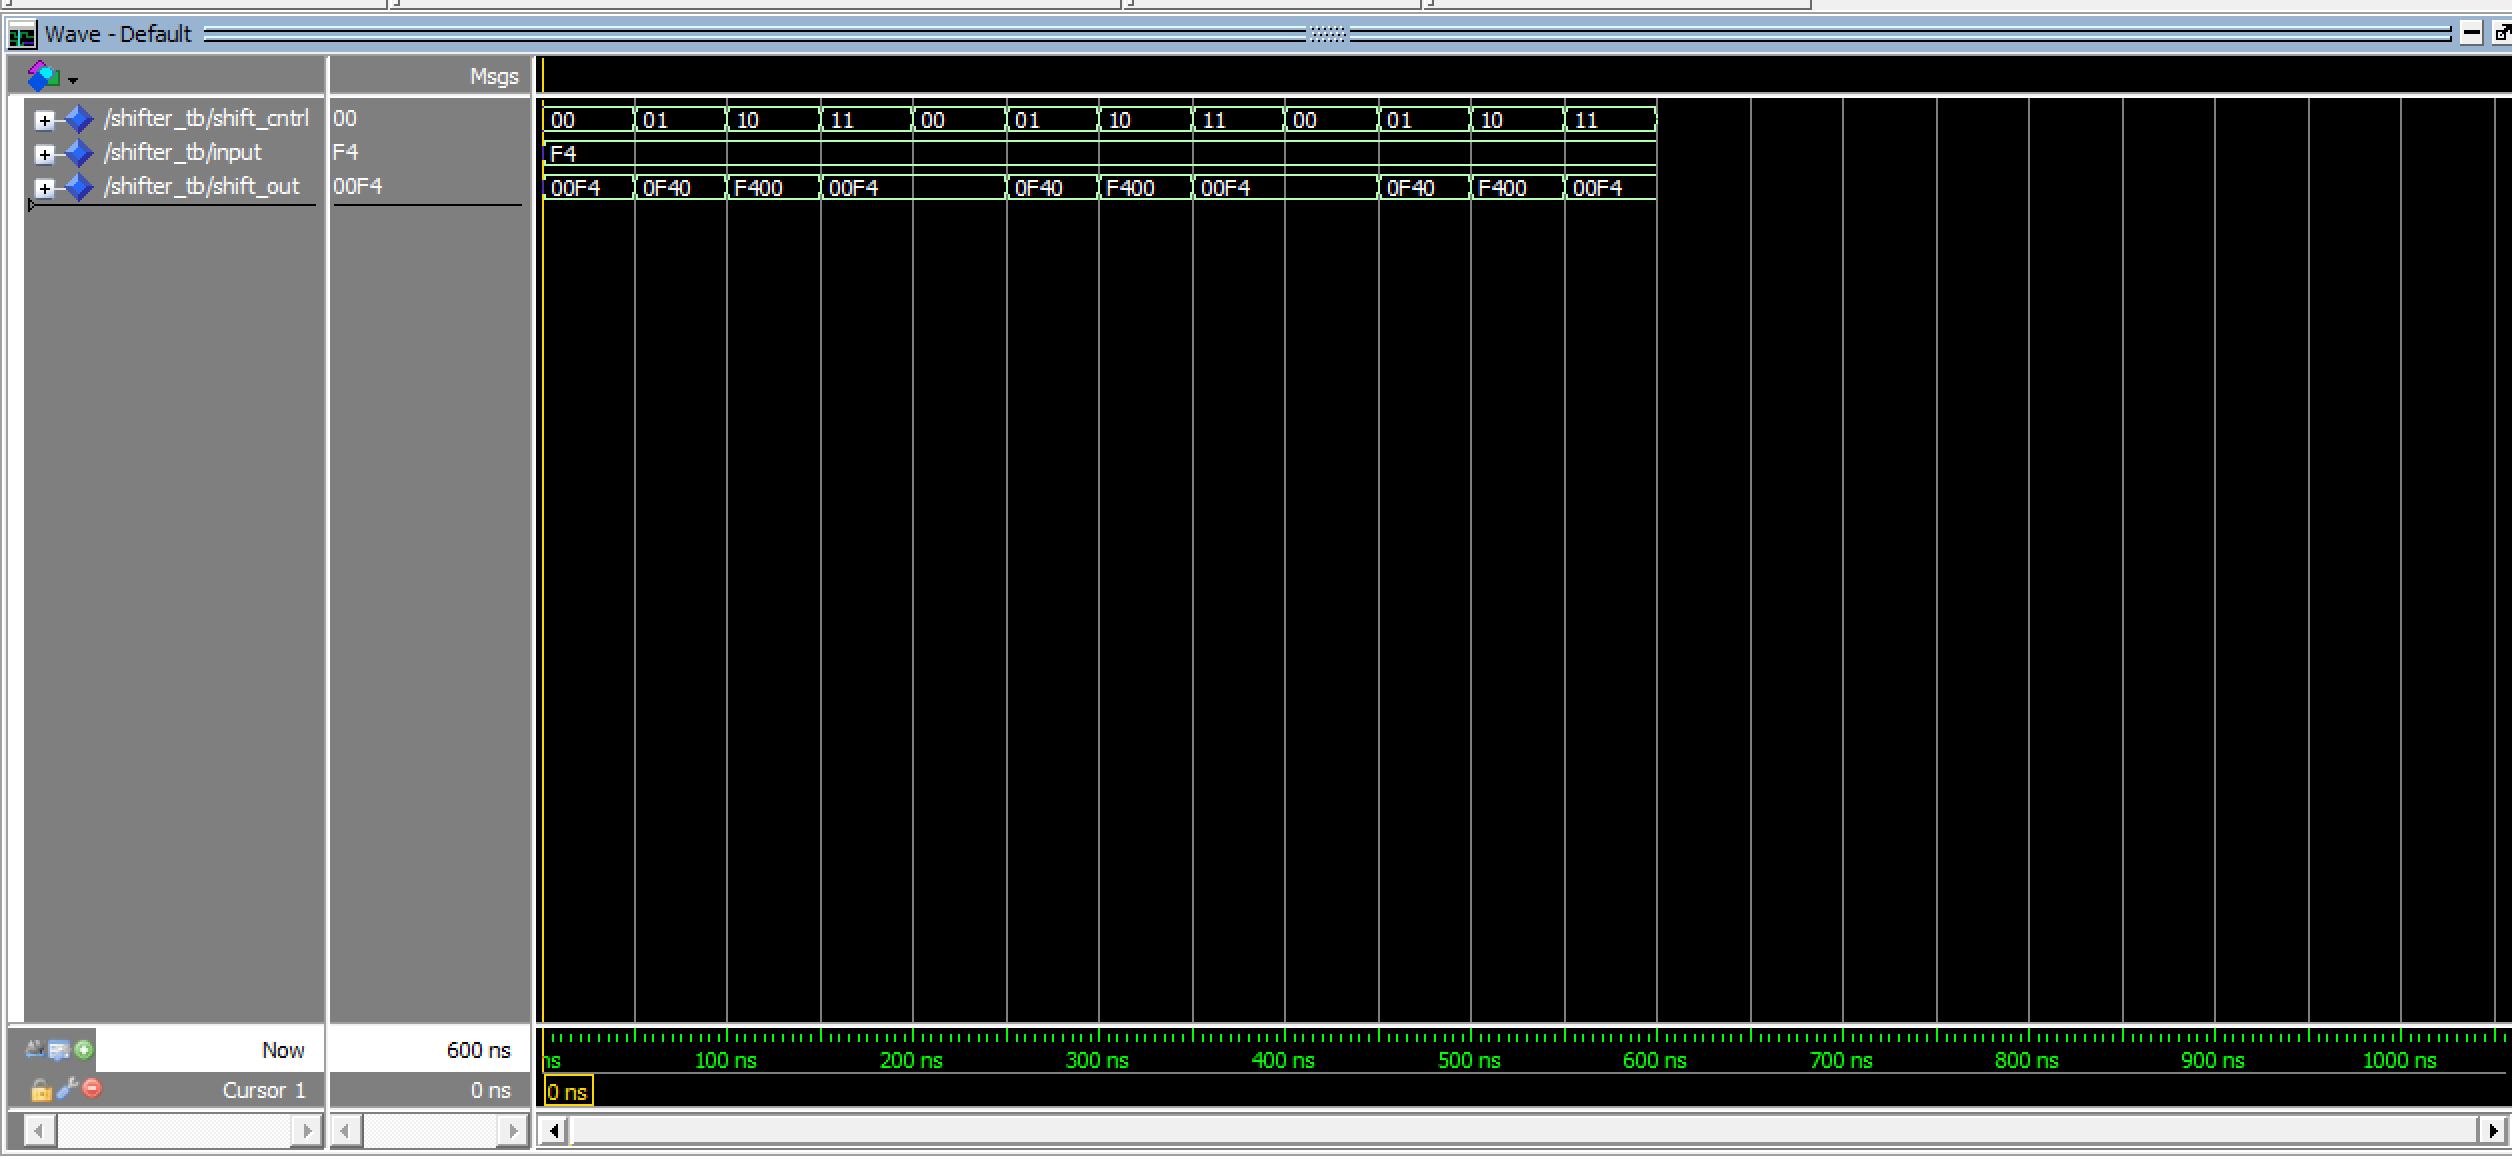 Wave - Default
Msgs
/shifter_tb/shift_cntrl 00 00 01 10 11 00 01 10 11 00 01 10 11
/shifter_tb/input F4 F4
/shifter_tb/shift_out 00F4 00F4 0F40 F400 00F4 0F40 F400 00F4 0F40 F400 00F4
Now 600 ns ns 100 ns 200 ns 300 ns 400 ns 500 ns 600 ns 700 ns 800 ns 900 ns 1000 ns
Cursor 1 0 ns 0 ns